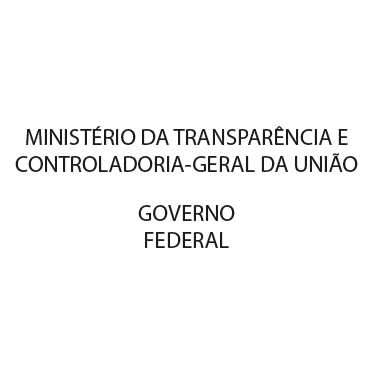 MINISTÉRIO DA TRANSPARÊNCIA E
CONTROLADORIA-GERAL DA UNIÃO
GOVERNO
FEDERAL